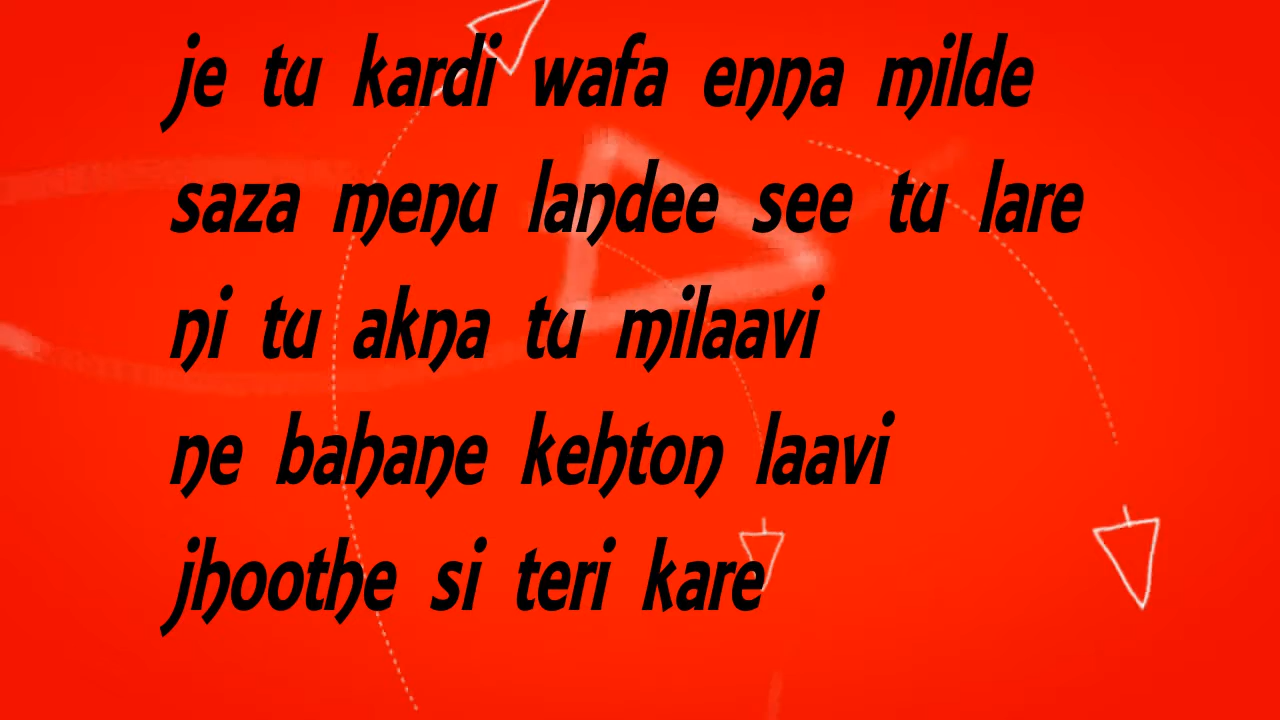 je tu kardi wafa enna milde
saza menu landee see tu lare
ni tu akna tu milaavi
ne bahane kehton laavi
jhoothe si teri kare